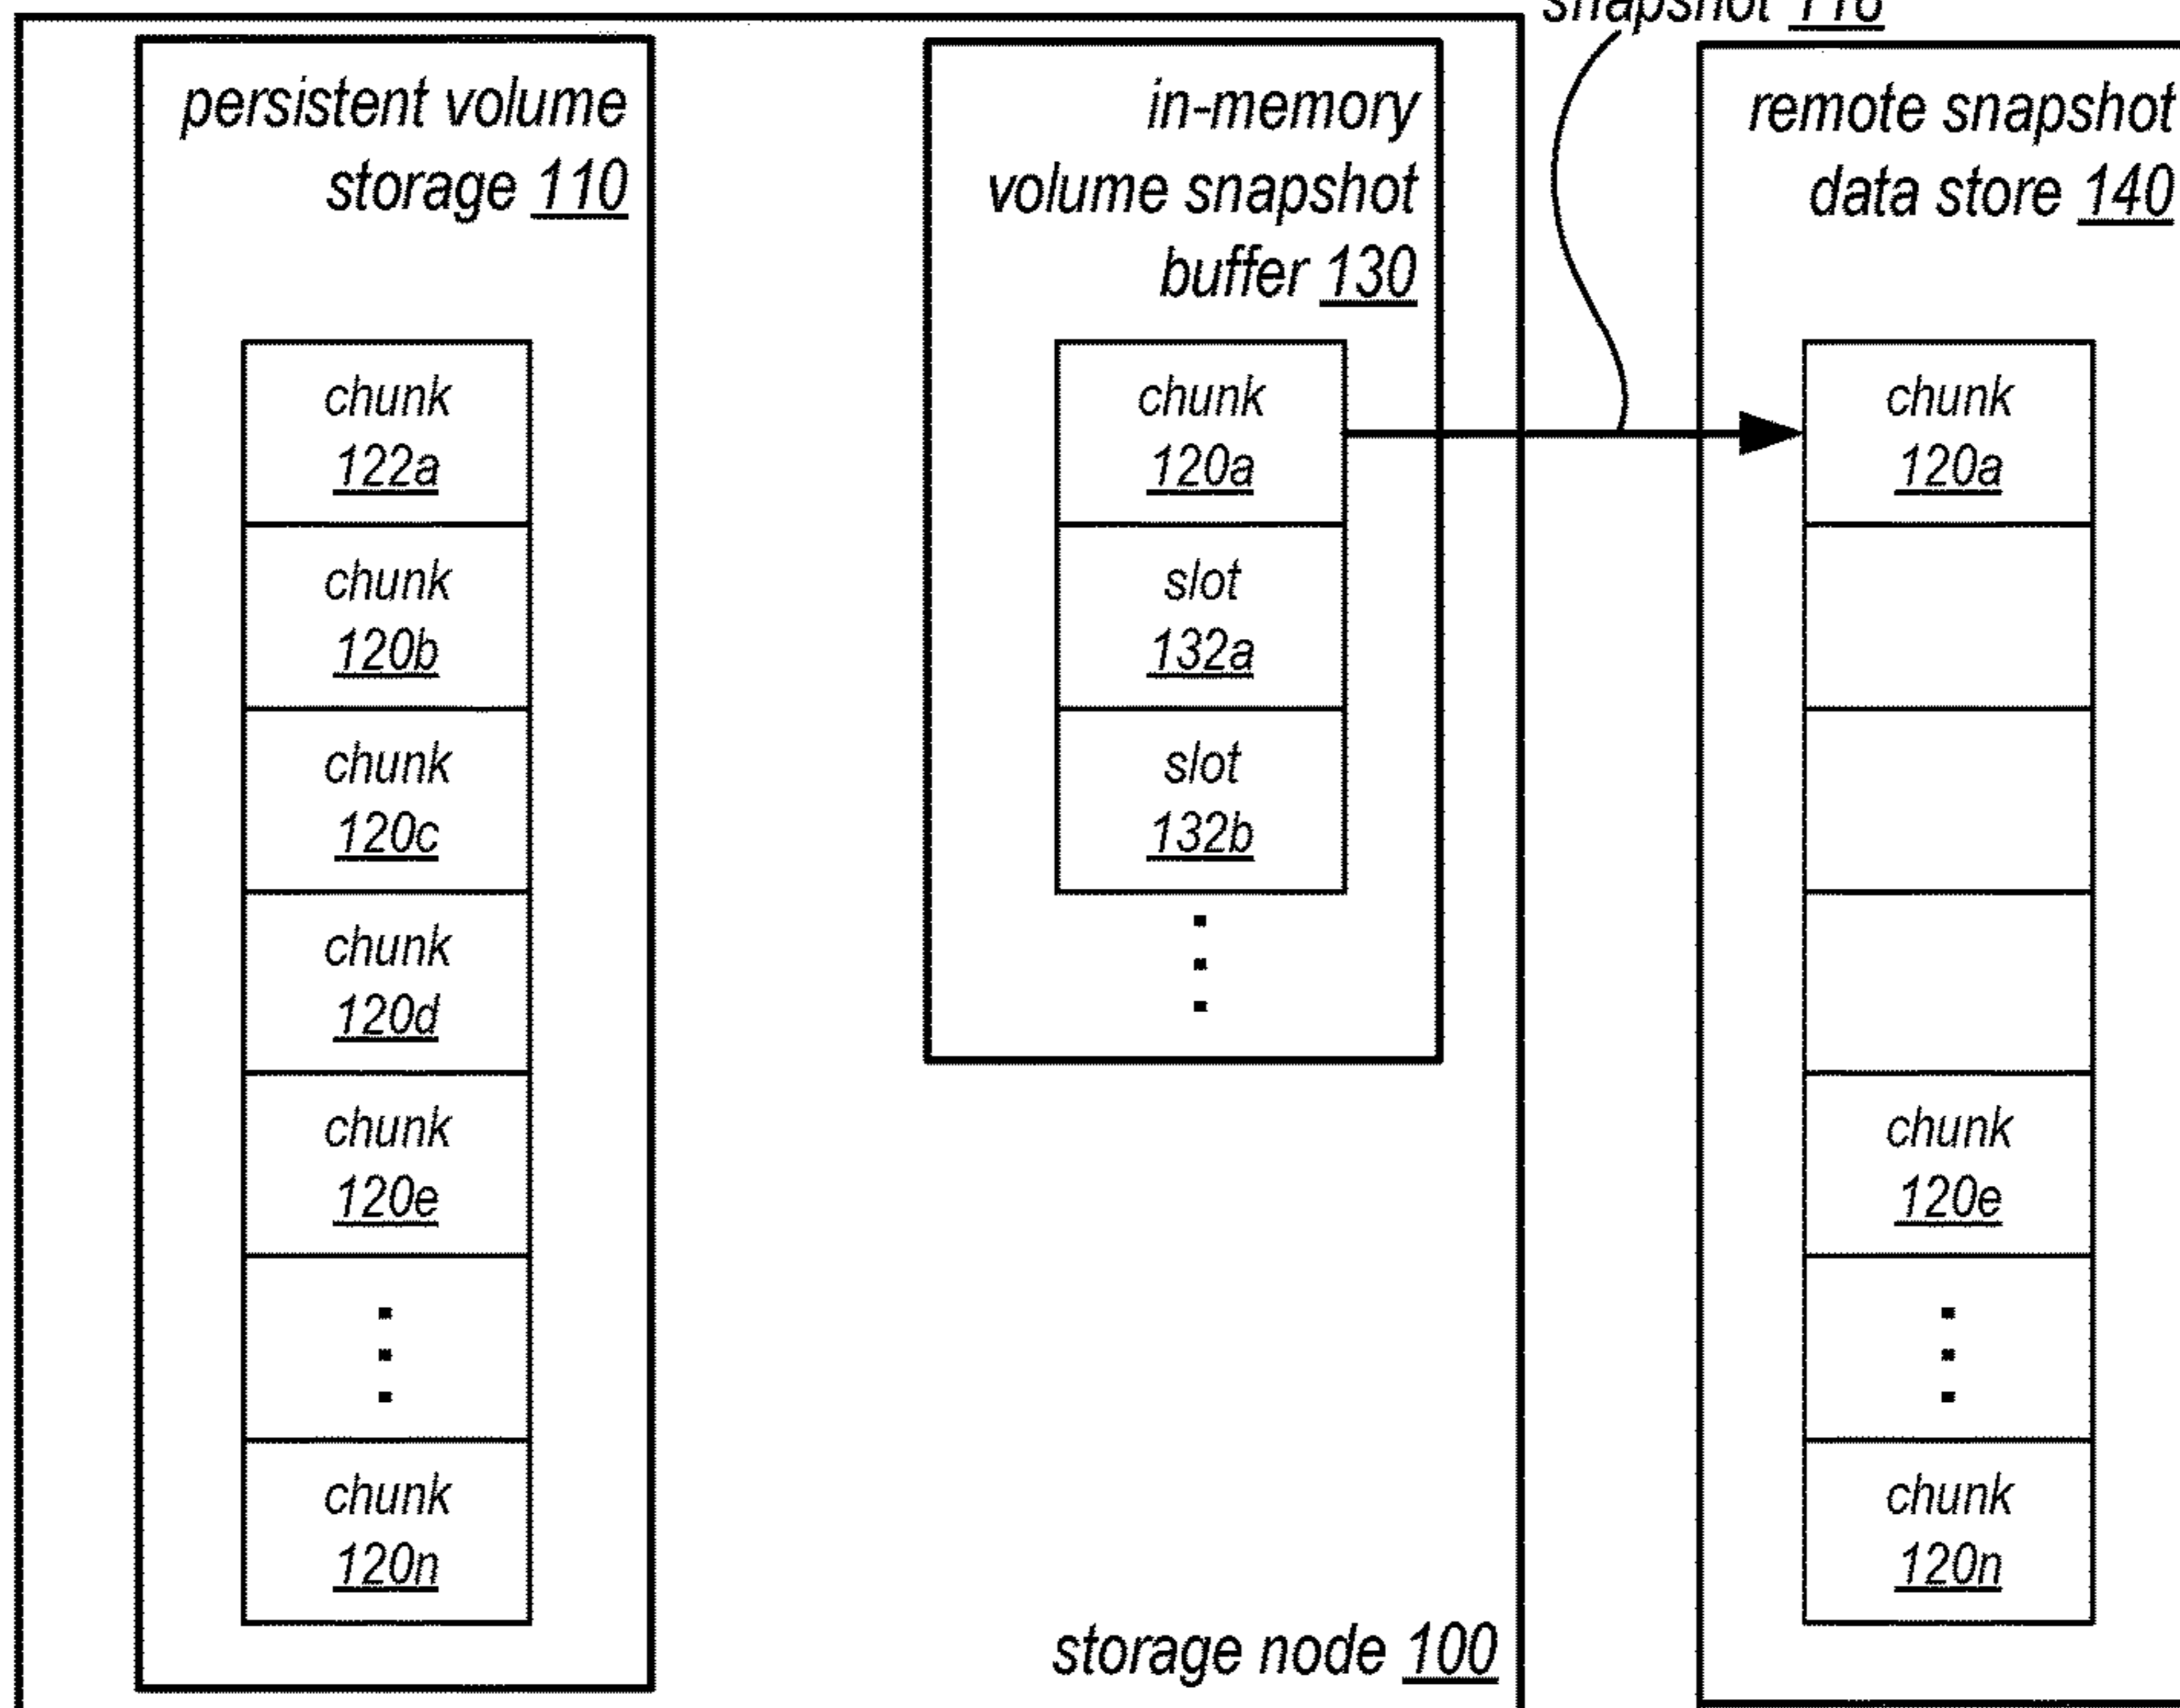 snapshot 118
persistent volume
storage 110
chunk
122a
chunk
120b
chunk
120c
chunk
120d
chunk
120e
chunk
120n
in-memory
volume snapshot
buffer 130
chunk
120a
slot
132a
slot
132b
storage node 100
remote snapshot
data store 140
chunk
120a
chunk
120e
chunk
120n